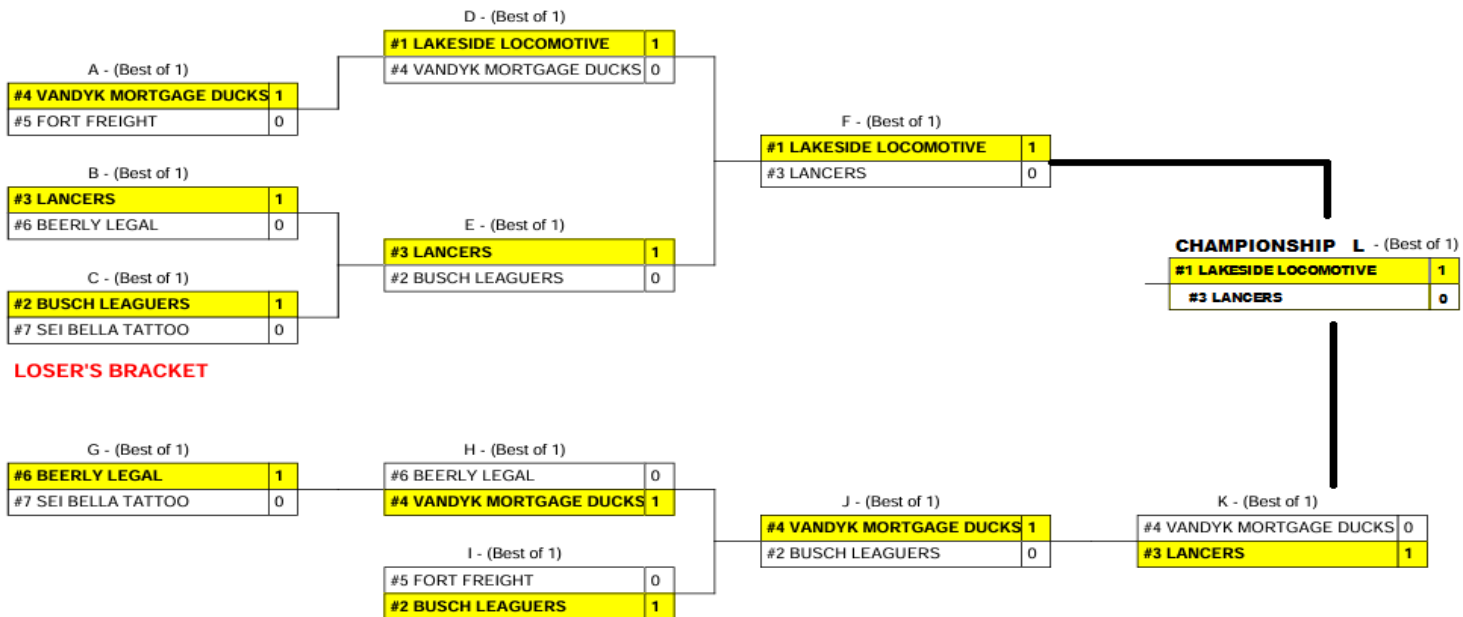 D - (Best of 1)
#1 LAKESIDE LOCOMOTIVE 1
#4 VANDYK MORTGAGE DUCKS 0
A - (Best of 1)
#4 VANDYK MORTGAGE DUCKS 1
#5 FORT FREIGHT 0
F - (Best of 1)
#1 LAKESIDE LOCOMOTIVE 1
#3 LANCERS 0
B - (Best of 1)
#3 LANCERS 1
#6 BEERLY LEGAL 0
E - (Best of 1)
#3 LANCERS 1
#2 BUSCH LEAGUERS 0
CHAMPIONSHIP L - (Best of 1)
#1 LAKESIDE LOCOMOTIVE 1
#3 LANCERS 0
C - (Best of 1)
#2 BUSCH LEAGUERS 1
#7 SEI BELLA TATTOO 0
LOSER'S BRACKET
G - (Best of 1)
#6 BEERLY LEGAL 1
#7 SEI BELLA TATTOO 0
H - (Best of 1)
#6 BEERLY LEGAL 0
#4 VANDYK MORTGAGE DUCKS 1
J - (Best of 1)
#4 VANDYK MORTGAGE DUCKS 1
#2 BUSCH LEAGUERS 0
K - (Best of 1)
#4 VANDYK MORTGAGE DUCKS 0
#3 LANCERS 1
I - (Best of 1)
#5 FORT FREIGHT 0
#2 BUSCH LEAGUERS 1